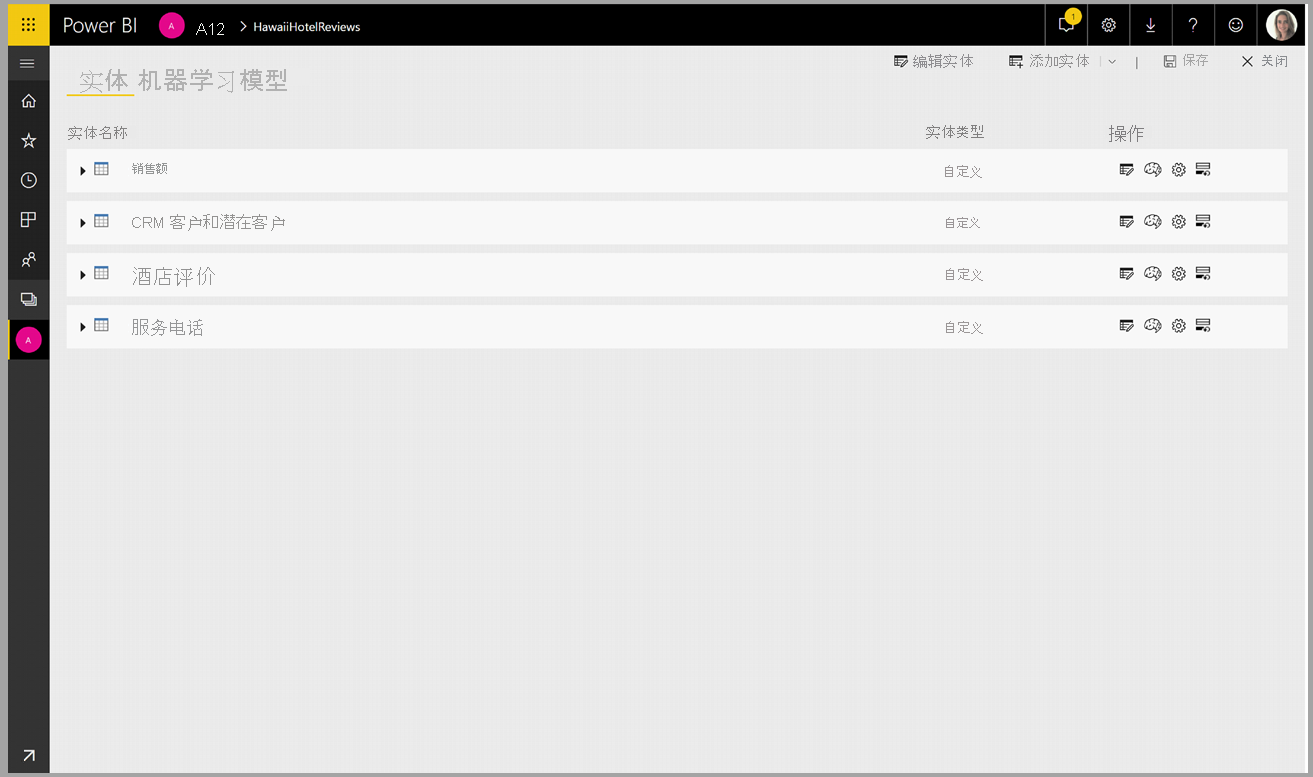 Power BI A A12 > HawaiiHotelReviews 1 ?
编辑实体 添加实体 | 保存 关闭
实体 机器学习模型
实体名称 实体类型 操作
销售额 自定义
CRM 客户和潜在客户 自定义
酒店评价 自定义
服务电话 自定义
A